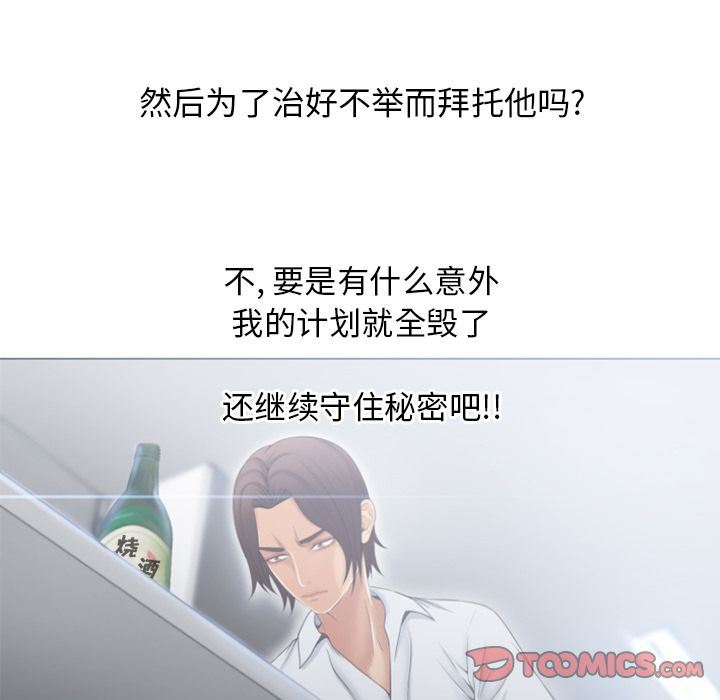 然后为了治好不举而拜托他吗?
不, 要是有什么意外
我的计划就全毁了
还继续守住秘密吧!!
烧酒
TOOMICS.COM